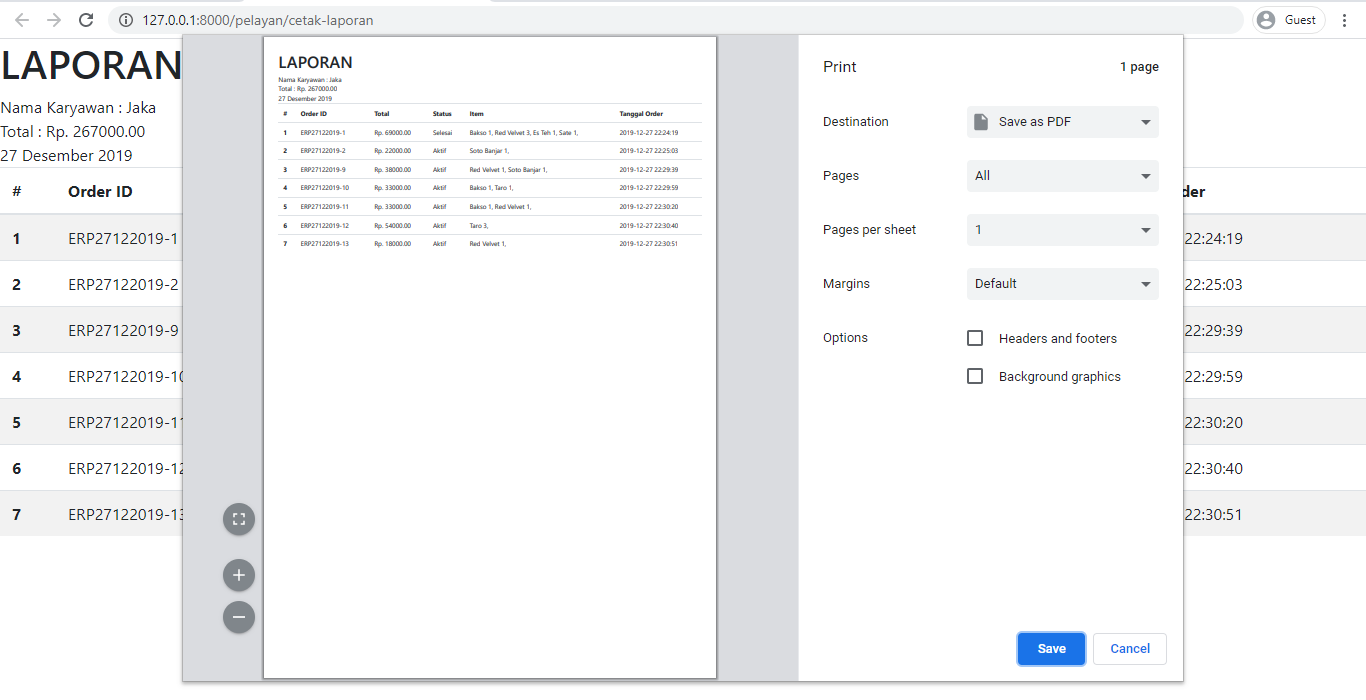 127.0.0.1:8000/pelayan/cetak-laporan
Guest
LAPORAN
Nama Karyawan : Jaka
Total : Rp. 267000.00
27 Desember 2019
# Order ID
1 ERP27122019-1
2 ERP27122019-2
3 ERP27122019-9
4 ERP27122019-10
5 ERP27122019-11
6 ERP27122019-12
7 ERP27122019-13
LAPORAN
Nama Karyawan : Jaka
Total : Rp. 267000.00
27 Desember 2019
# Order ID Total Status Item Tanggal Order
1 ERP27122019-1 Rp. 69000.00 Selesai Bakso 1, Red Velvet 3, Es Teh 1, Sate 1, 2019-12-27 22:24:19
2 ERP27122019-2 Rp. 22000.00 Aktif Soto Banjar 1, 2019-12-27 22:25:03
3 ERP27122019-9 Rp. 38000.00 Aktif Red Velvet 1, Soto Banjar 1, 2019-12-27 22:29:39
4 ERP27122019-10 Rp. 33000.00 Aktif Bakso 1, Taro 1, 2019-12-27 22:29:59
5 ERP27122019-11 Rp. 33000.00 Aktif Bakso 1, Red Velvet 1, 2019-12-27 22:30:20
6 ERP27122019-12 Rp. 54000.00 Aktif Taro 3, 2019-12-27 22:30:40
7 ERP27122019-13 Rp. 18000.00 Aktif Red Velvet 1, 2019-12-27 22:30:51
Print 1 page
Destination Save as PDF
Pages All
Pages per sheet 1
Margins Default
Options Headers and footers
Background graphics
Save Cancel
der
22:24:19
22:25:03
22:29:39
22:29:59
22:30:20
22:30:40
22:30:51